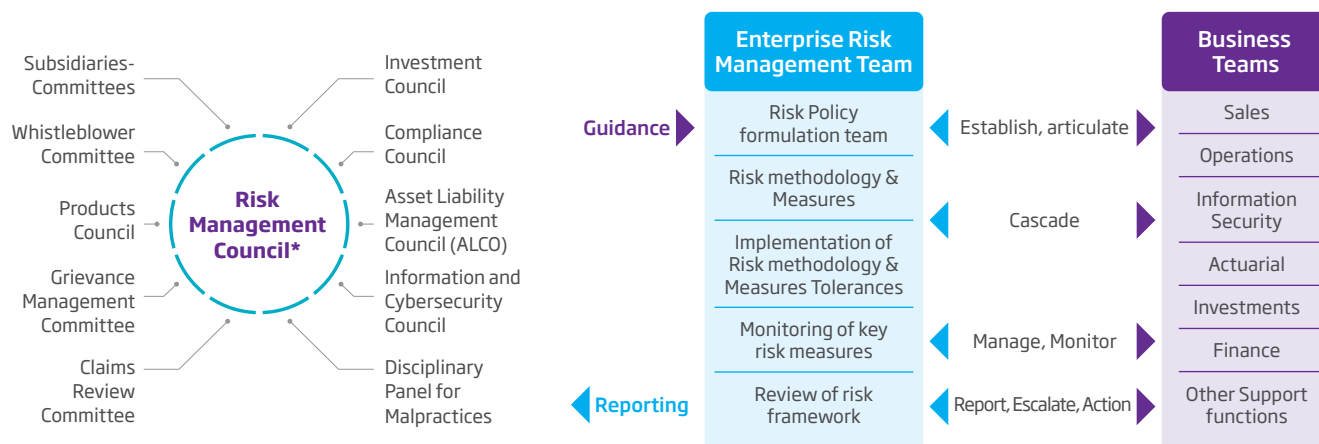 Subsidiaries-
Committees
Whistleblower
Committee
Products
Council
Grievance
Management
Committee
Claims
Review
Committee
Risk
Management
Council*
Investment
Council
Compliance
Council
Asset Liability
Management
Council (ALCO)
Information and
Cybersecurity
Council
Disciplinary
Panel for
Malpractices
Guidance
Reporting
Enterprise Risk
Management Team
Risk Policy
formulation team
Risk methodology &
Measures
Implementation of
Risk methodology &
Measures Tolerances
Monitoring of key
risk measures
Review of risk
framework
Establish, articulate
Cascade
Manage, Monitor
Report, Escalate, Action
Business
Teams
Sales
Operations
Information
Security
Actuarial
Investments
Finance
Other Support
functions